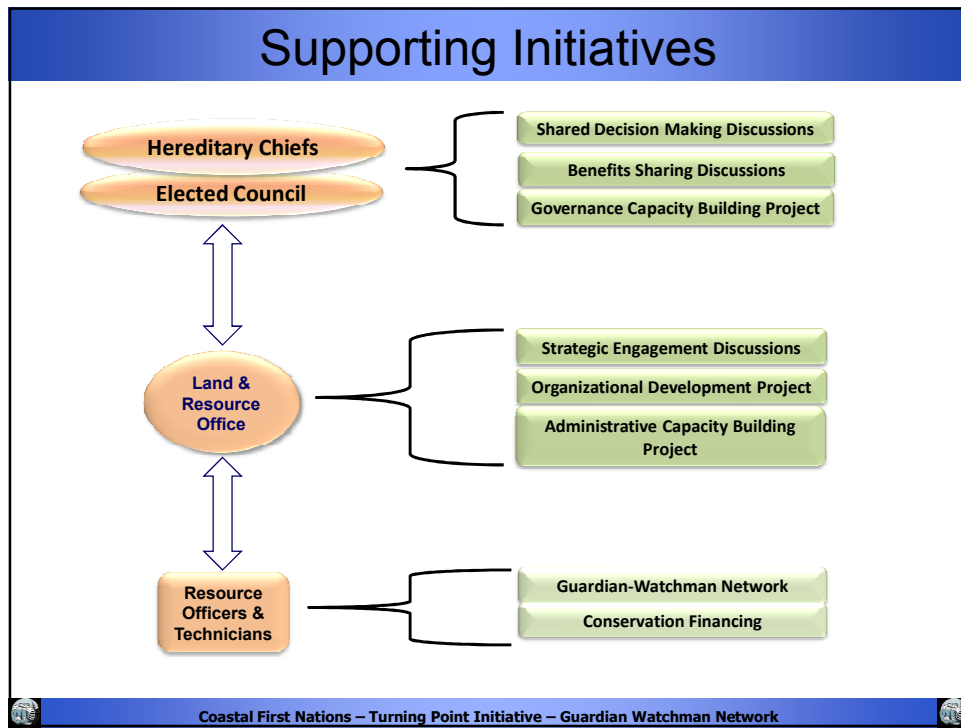 Supporting Initiatives
Hereditary Chiefs
Elected Council
Shared Decision Making Discussions
Benefits Sharing Discussions
Governance Capacity Building Project
Land &
Resource
Office
Strategic Engagement Discussions
Organizational Development Project
Administrative Capacity Building
Project
Resource
Officers &
Technicians
Guardian-Watchman Network
Conservation Financing
Coastal First Nations – Turning Point Initiative – Guardian Watchman Network